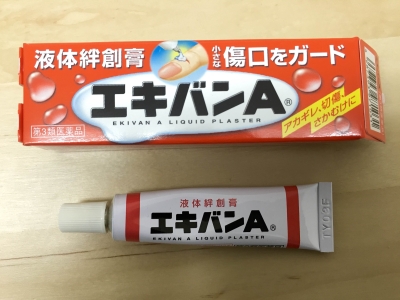 液体絆創膏 小さな傷口をガード
エキバンA®
EKIVAN A LIQUID PLASTER
第3類医薬品
アカギレ、切傷、
さかむけに
液体絆創膏
エキバンA®
EKIVAN A LIQUID PLASTER